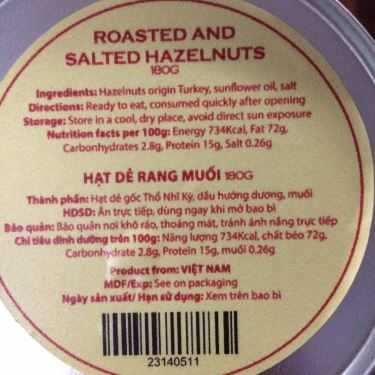 ROASTED AND
SALTED HAZELNUTS
180G
Ingredients: Hazelnuts origin Turkey, sunflower oil, salt
Directions: Ready to eat, consumed quickly after opening
Storage: Store in a cool, dry place, avoid direct sun exposure
Nutrition facts per 100g: Energy 734Kcal, Fat 72g,
Carbonhydrates 2.8g, Protein 15g, Salt 0.26g
HẠT DẺ RANG MUỐI 180G
Thành phần: Hạt dẻ gốc Thổ Nhĩ Kỳ, dầu hướng dương, muối
HDSD: Ăn trực tiếp, dùng ngay khi mở bao bì
Bảo quản: Bảo quản nơi khô ráo, thoáng mát, tránh ánh nắng trực tiếp
Chỉ tiêu dinh dưỡng trên 100g: Năng lượng 734Kcal, chất béo 72g,
Carbohydrate 2.8g, Protein 15g, muối 0.26g
Product from: VIỆT NAM
MDF/Exp: See on packaging
Ngày sản xuất/ Hạn sử dụng: Xem trên bao bì
23140511